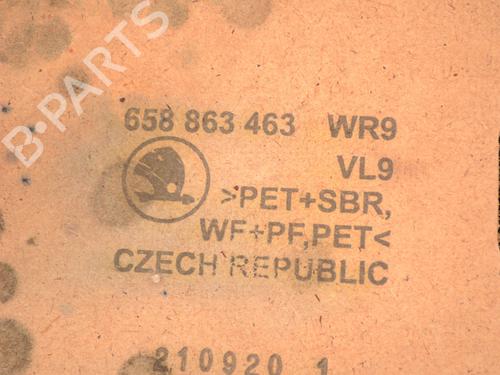 B-PARTS
658 863 463 WR9
VL9
>PET+SBR,
WF+PF,PET<
CZECH REPUBLIC
210920 1